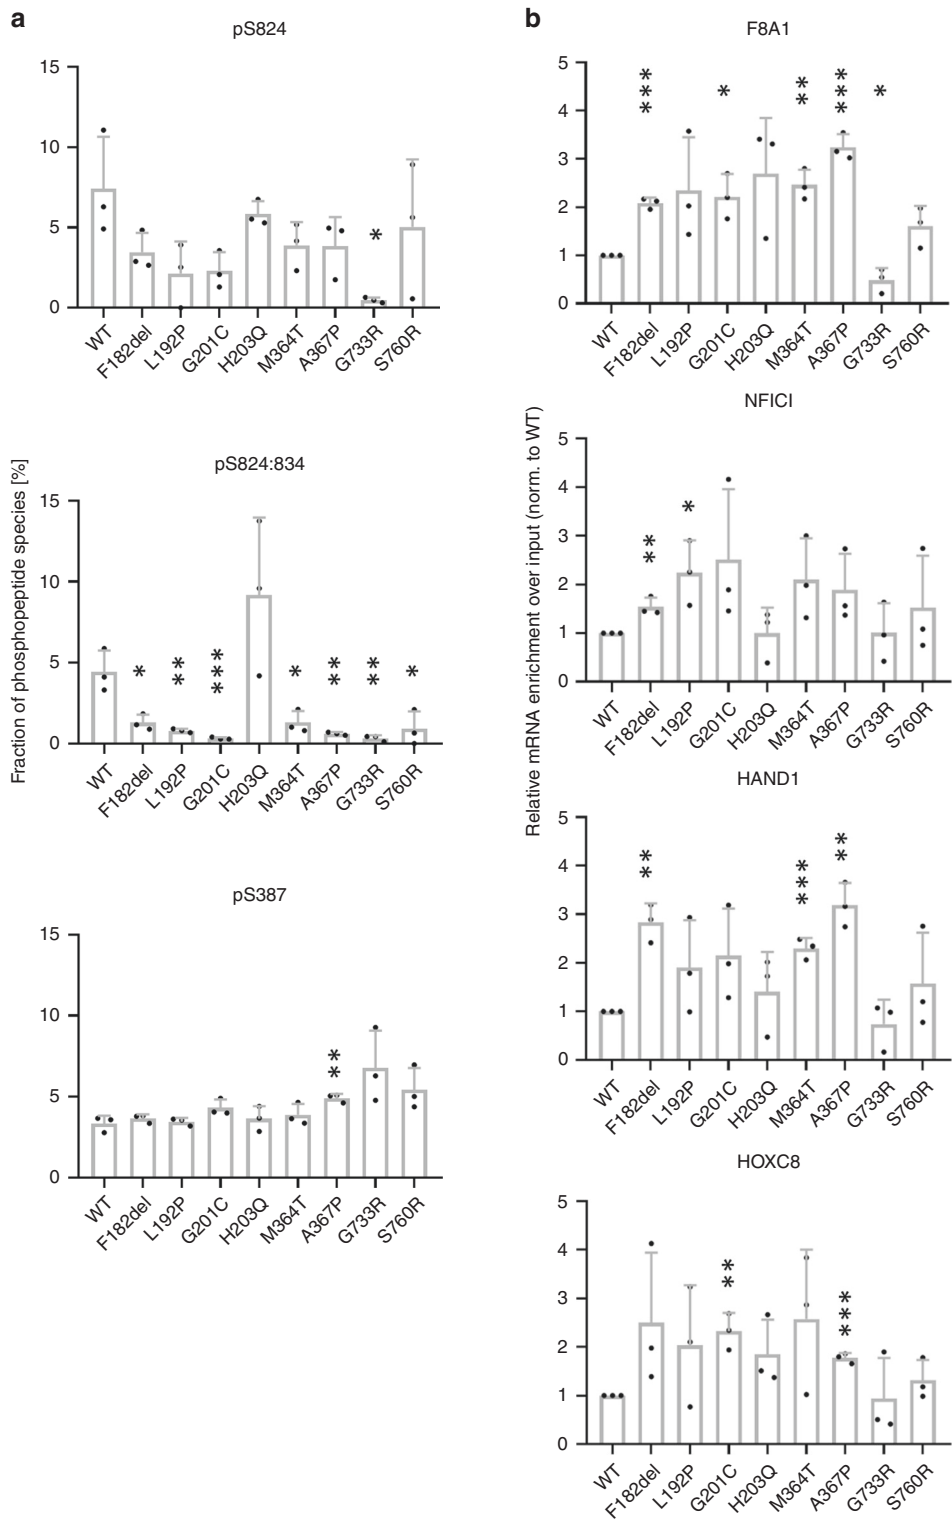 a
pS824
15
10
5
0
*
WT
F182del
L192P
G201C
H203Q
M364T
A367P
G733R
S760R
Fraction of phosphopeptide species [%]
pS824:834
15
10
5
0
*
**
***
*
**
**
*
WT
F182del
L192P
G201C
H203Q
M364T
A367P
G733R
S760R
pS387
15
10
5
0
**
WT
F182del
L192P
G201C
H203Q
M364T
A367P
G733R
S760R
b
F8A1
5
4
3
2
1
0
***
*
**
***
*
WT
F182del
L192P
G201C
H203Q
M364T
A367P
G733R
S760R
Relative mRNA enrichment over input (norm. to WT)
NFICI
5
4
3
2
1
0
**
*
WT
F182del
L192P
G201C
H203Q
M364T
A367P
G733R
S760R
HAND1
5
4
3
2
1
0
**
***
**
WT
F182del
L192P
G201C
H203Q
M364T
A367P
G733R
S760R
HOXC8
5
4
3
2
1
0
**
***
WT
F182del
L192P
G201C
H203Q
M364T
A367P
G733R
S760R